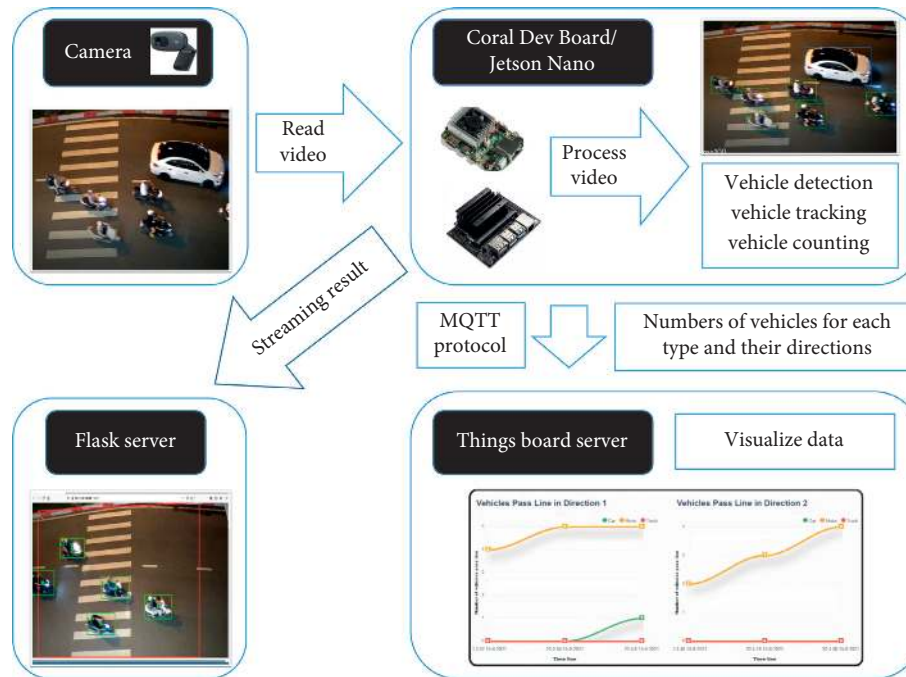 Camera
Coral Dev Board/
Jetson Nano
Read
video
Process
video
Vehicle detection
vehicle tracking
vehicle counting
Streaming result
MQTT
protocol
Numbers of vehicles for each
type and their directions
Flask server
Things board server
Visualize data
Vehicles Pass Line in Direction 1
Car
Truck
Time line
Vehicles Pass Line in Direction 2
Car
Truck
Time line